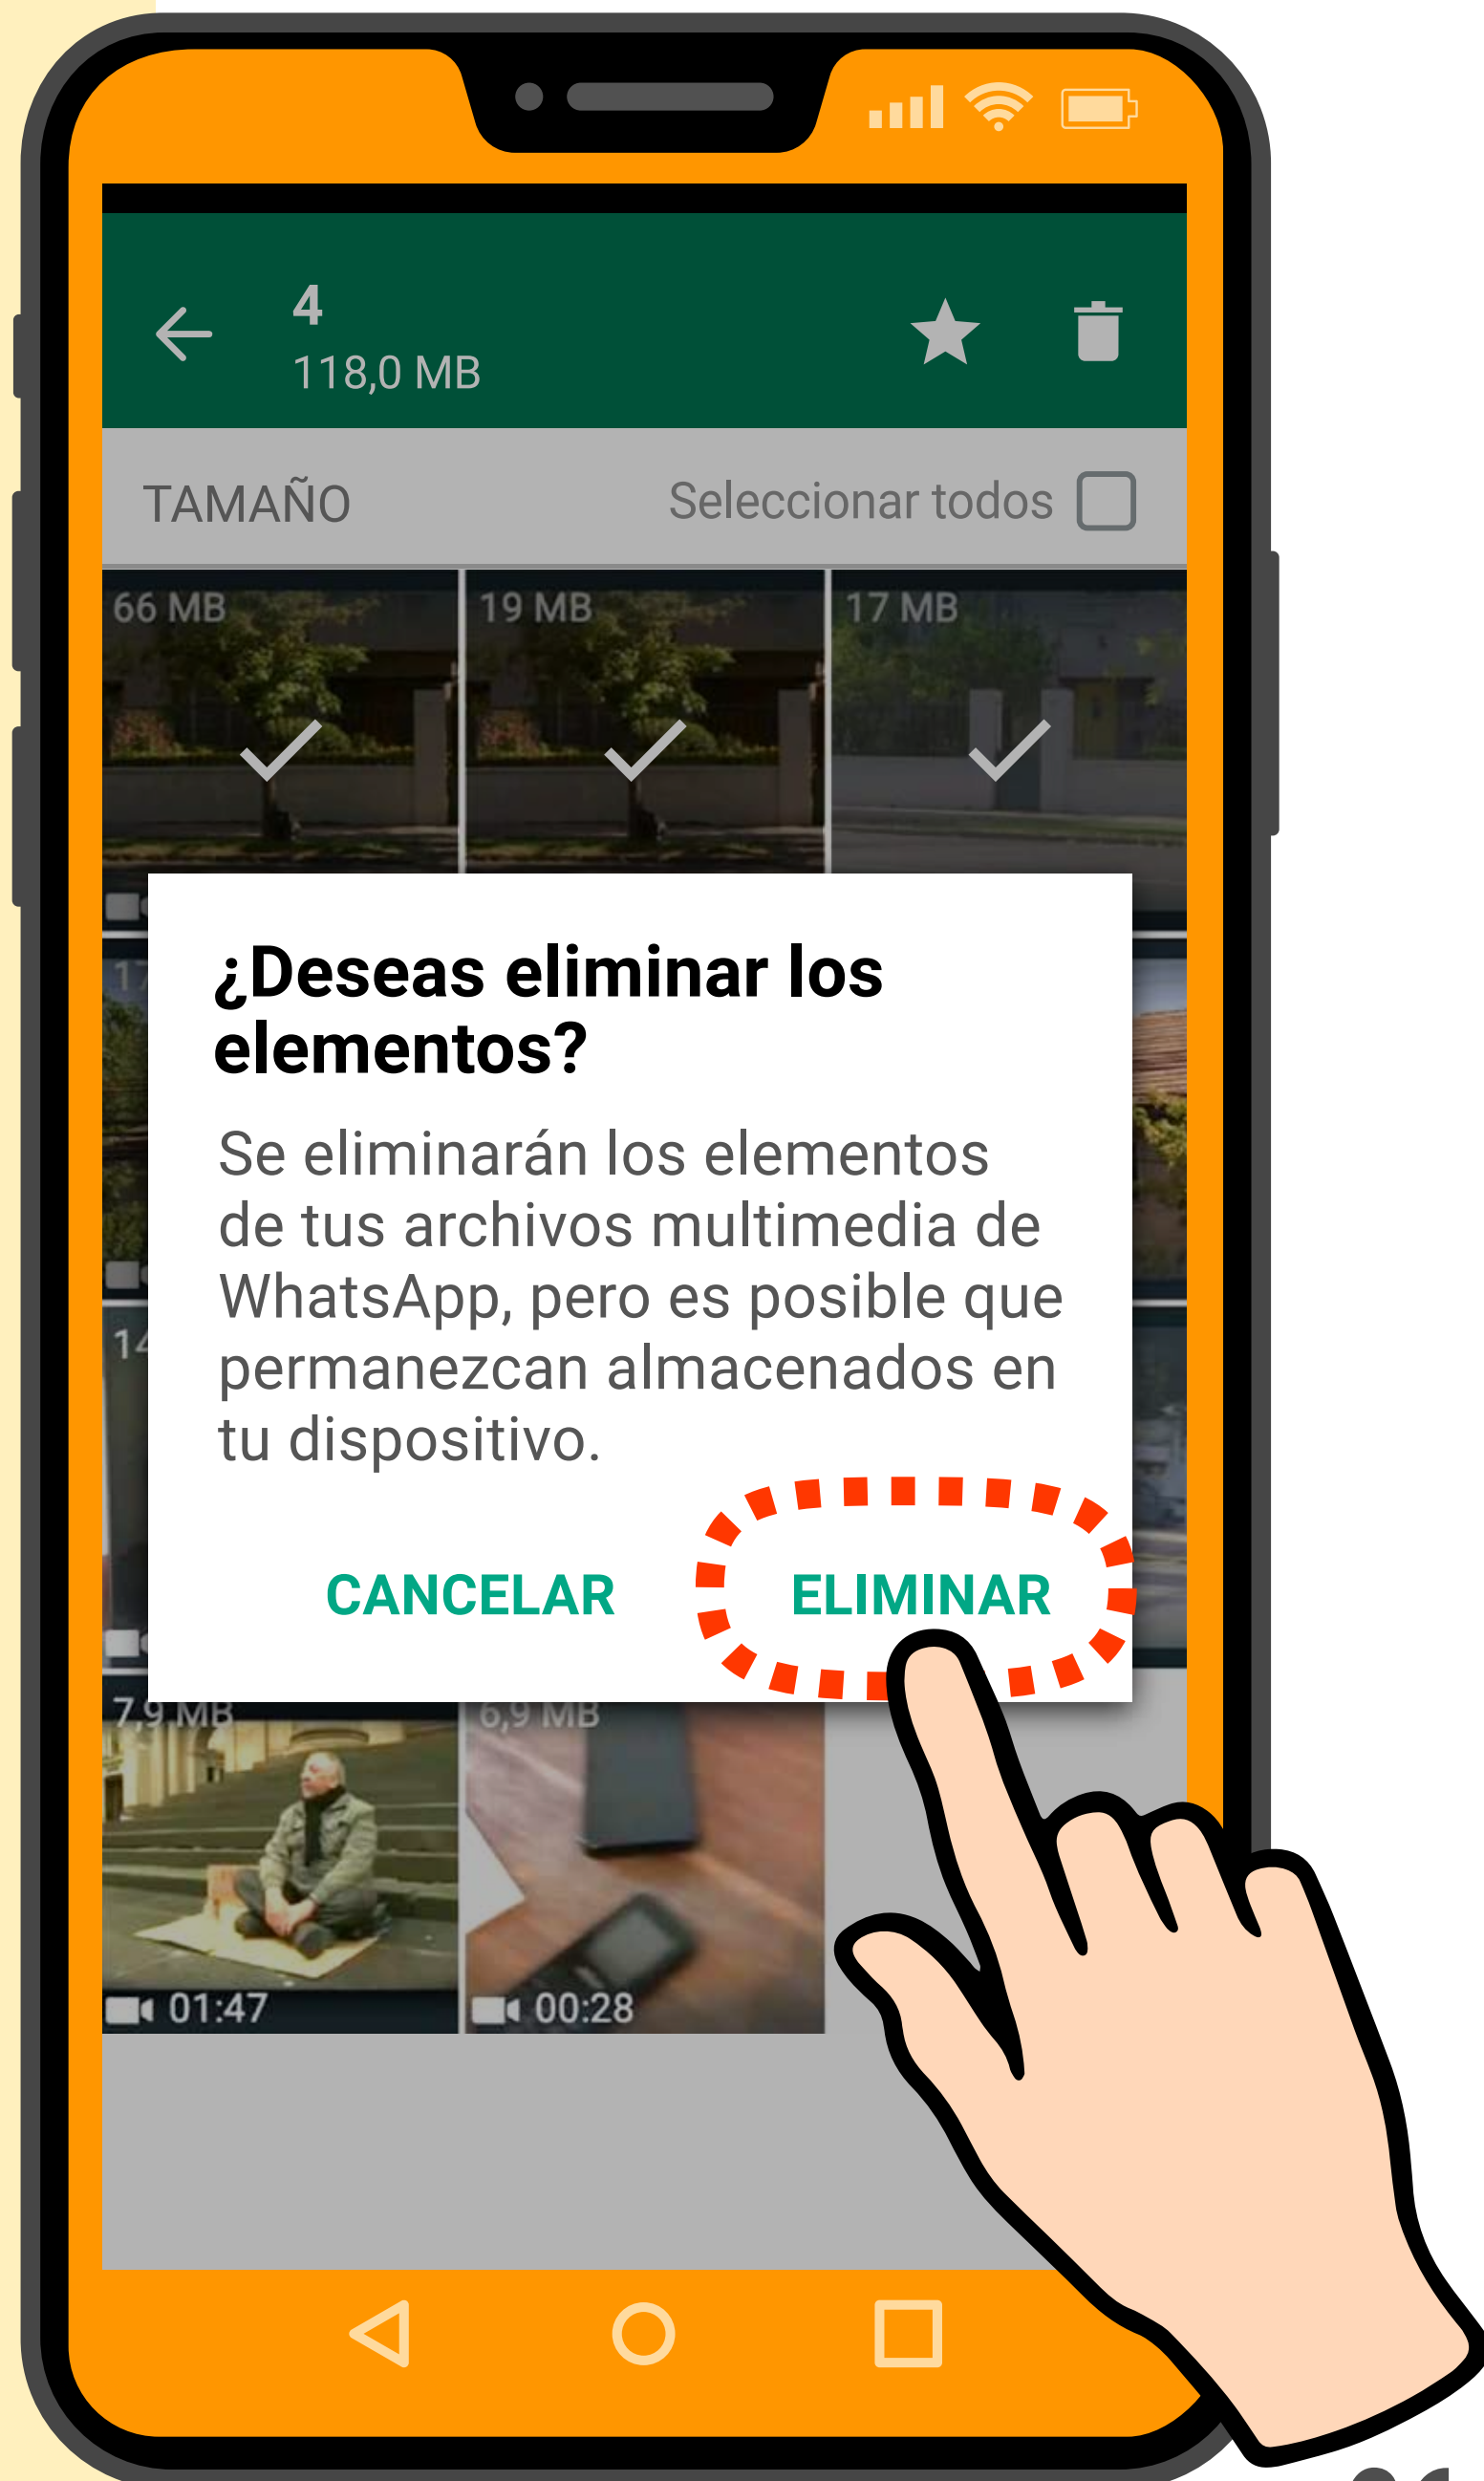 4
118,0 MB
TAMAÑO Seleccionar todos
66 MB 19 MB 17 MB
¿Deseas eliminar los
elementos?
Se eliminarán los elementos
de tus archivos multimedia de
WhatsApp, pero es posible que
permanezcan almacenados en
tu dispositivo.
CANCELAR ELIMINAR
7,9 MB 6,9 MB
01:47 00:28